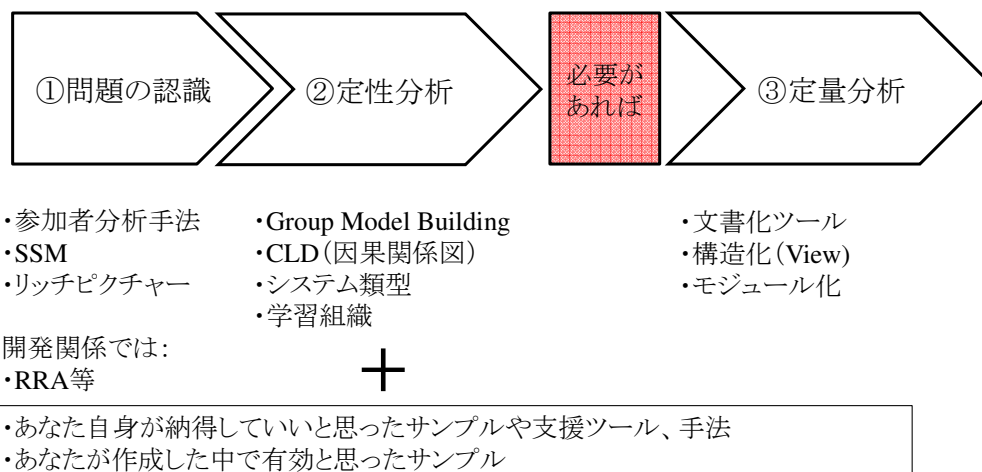 ①問題の認識
②定性分析
必要が
あれば
③定量分析
・参加者分析手法
・SSM
・リッチピクチャー
開発関係では：
・RRA等
・Group Model Building
・CLD（因果関係図）
・システム類型
・学習組織
＋
・文書化ツール
・構造化（View）
・モジュール化
・あなた自身が納得していいと思ったサンプルや支援ツール、手法
・あなたが作成した中で有効と思ったサンプル